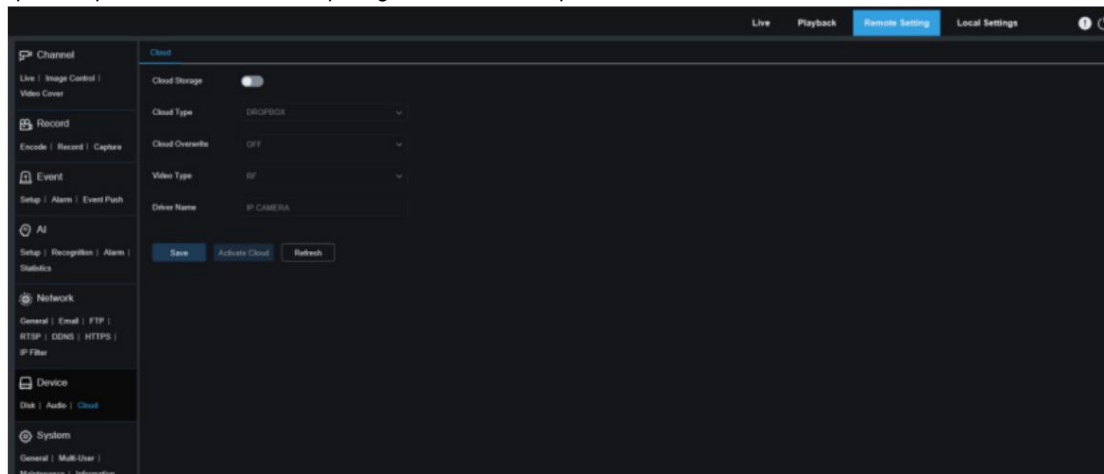 Live Playback Remote Setting Local Settings
Channel
Live | Image Control |
Video Cover
Record
Encode | Record | Capture
Event
Setup | Alarm | Event Push
AI
Setup | Recognition | Alarm |
Statistics
Network
General | Email | FTP |
RTSP | DDNS | HTTPS |
IP Filter
Device
Disk | Audio | Cloud
System
General | Multi-User |
Maintenance | Information
Cloud
Cloud Storage
Cloud Type DROPBOX
Cloud Overwrite OFF
Video Type RF
Driver Name IP CAMERA
Save Activate Cloud Refresh